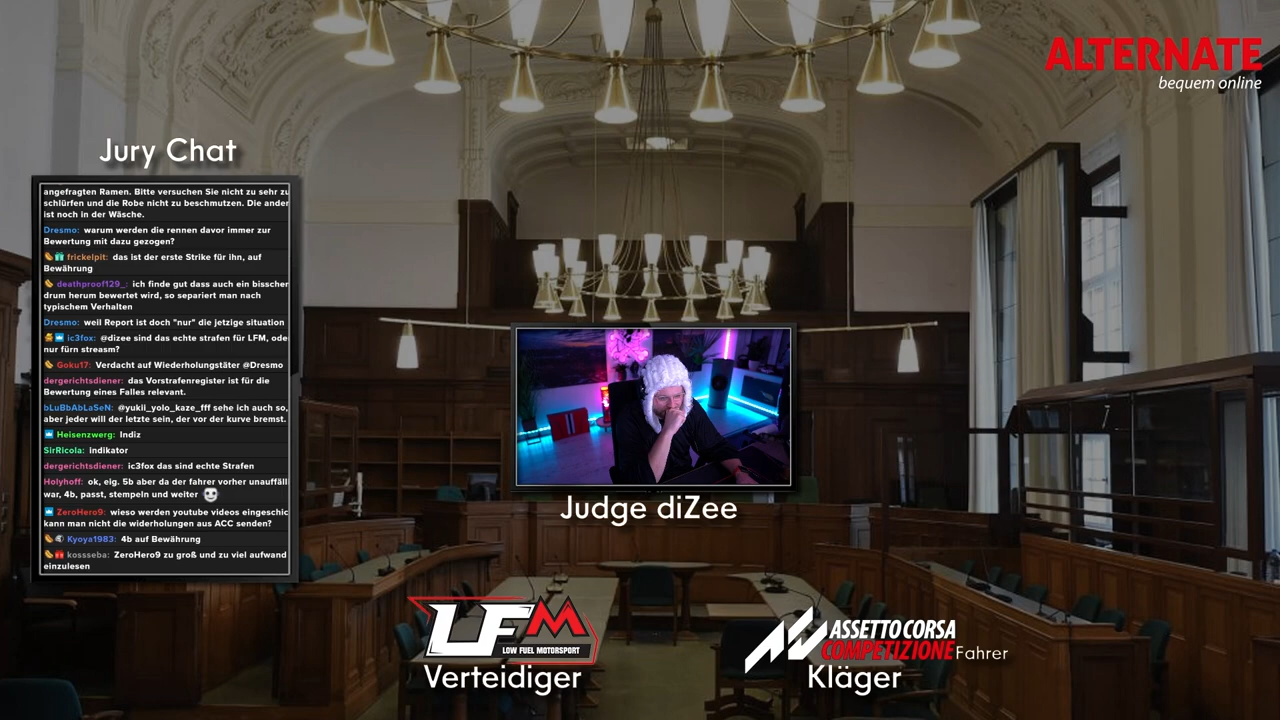 ALTERNATE
bequem online
Jury Chat
angefragten Ramen. Bitte versuchen Sie nicht zu sehr zu
schlürfen und die Robe nicht zu beschmutzen. Die ander
ist noch in der Wäsche.
Dresmo: warum werden die rennen davor immer zur
Bewertung mit dazu gezogen?
frickelpit: das ist der erste Strike für ihn, auf
Bewährung
deathproof129_: ich finde gut dass auch ein bisschen
drum herum bewertet wird, so separiert man nach
typischem Verhalten
Dresmo: weil Report ist doch "nur" die jetzige situation
ic3fox: @dizee sind das echte strafen für LFM, ode
nur fürn streasm?
Goku17: Verdacht auf Wiederholungstäter @Dresmo
dergerichtsdiener: das Vorstrafenregister ist für die
Bewertung eines Falles relevant.
bLuBbAbLaSeN: @yukii_yolo_kaze_fff sehe ich auch so,
aber jeder will der letzte sein, der vor der kurve bremst.
Heisenzwerg: Indiz
SirRicola: indikator
dergerichtsdiener: ic3fox das sind echte Strafen
Holyhoff: ok, eig. 5b aber da der fahrer vorher unauffäll
war, 4b, passt, stempeln und weiter
ZeroHero9: wieso werden youtube videos eingeschic
kann man nicht die widerholungen aus ACC senden?
Kyoya1983: 4b auf Bewährung
kossseba: ZeroHero9 zu groß und zu viel aufwand
einzulesen
Judge diZee
LFM
LOW FUEL MOTORSPORT
Verteidiger
ASSETTO CORSA
COMPETIZIONE Fahrer
Kläger